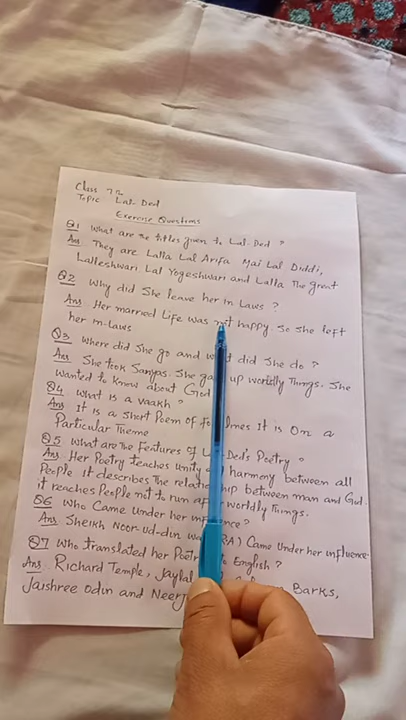 Class 7th
Topic Lal-Ded
Exercise Questions
Q1 What are the titles given to Lal-Ded ?
Ans. They are Lalla Lal Arifa Mai Lal Diddi,
Lalleshwari Lal Yogeshwari and Lalla The great
Q2 Why did She leave her in Laws ?
Ans. Her married Life was not happy. So She left
her in-laws
Q3 Where did She go and did She do ?
Ans She took Sanyas. She up worldly Things. She
wanted to know about God
Q4 What is a vaakh ?
Ans It is a Short Poem of lines It is On a
Particular Theme
Q5 What are the Features of Ded's Poetry ?
Ans. Her Poetry teaches unity harmony between all
People it describes the between man and God.
it teaches People not to run worldly Things.
Q6 Who Came under her ?
Ans Sheikh Noor-ud-din (RA) Came under her influence
Q7 Who translated her English ?
Ans. Richard Temple, Barks,
Jaishree Odin and